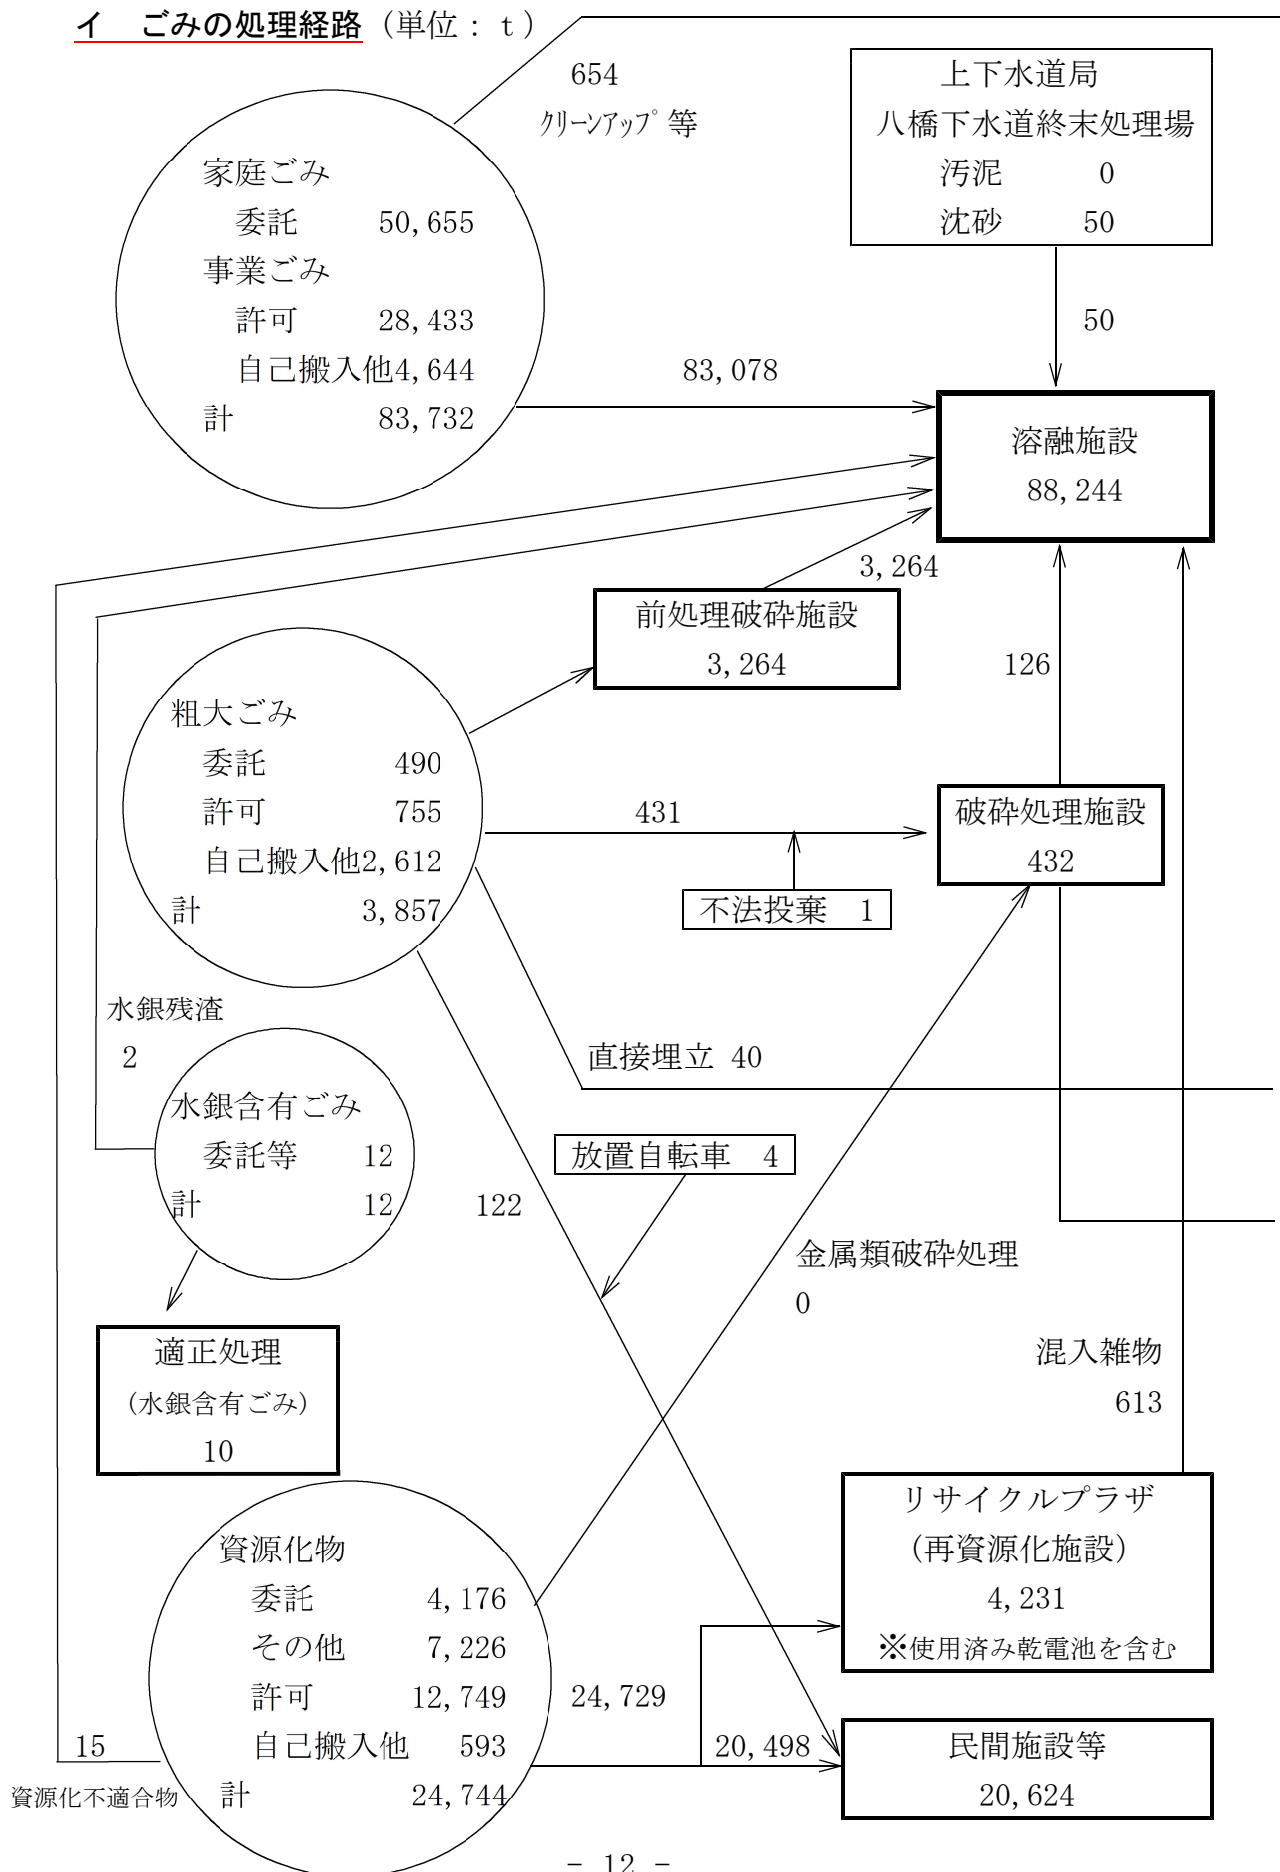 イ　ごみの処理経路（単位：ｔ）
654
ｸﾘｰﾝｱｯﾌﾟ等
上下水道局
八橋下水道終末処理場
汚泥　0
沈砂　50
50
家庭ごみ
委託　50,655
事業ごみ
許可　28,433
自己搬入他4,644
計　83,732
83,078
溶融施設
88,244
3,264
前処理破砕施設
3,264
126
粗大ごみ
委託　490
許可　755
自己搬入他2,612
計　3,857
431
破砕処理施設
432
不法投棄　1
水銀残渣
2
直接埋立 40
水銀含有ごみ
委託等　12
計　12
放置自転車　4
122
金属類破砕処理
0
適正処理
（水銀含有ごみ）
10
混入雑物
613
リサイクルプラザ
（再資源化施設）
4,231
※使用済み乾電池を含む
資源化物
委託　4,176
その他　7,226
許可　12,749
自己搬入他　593
計　24,744
24,729
20,498
民間施設等
20,624
15
資源化不適合物
- 12 -